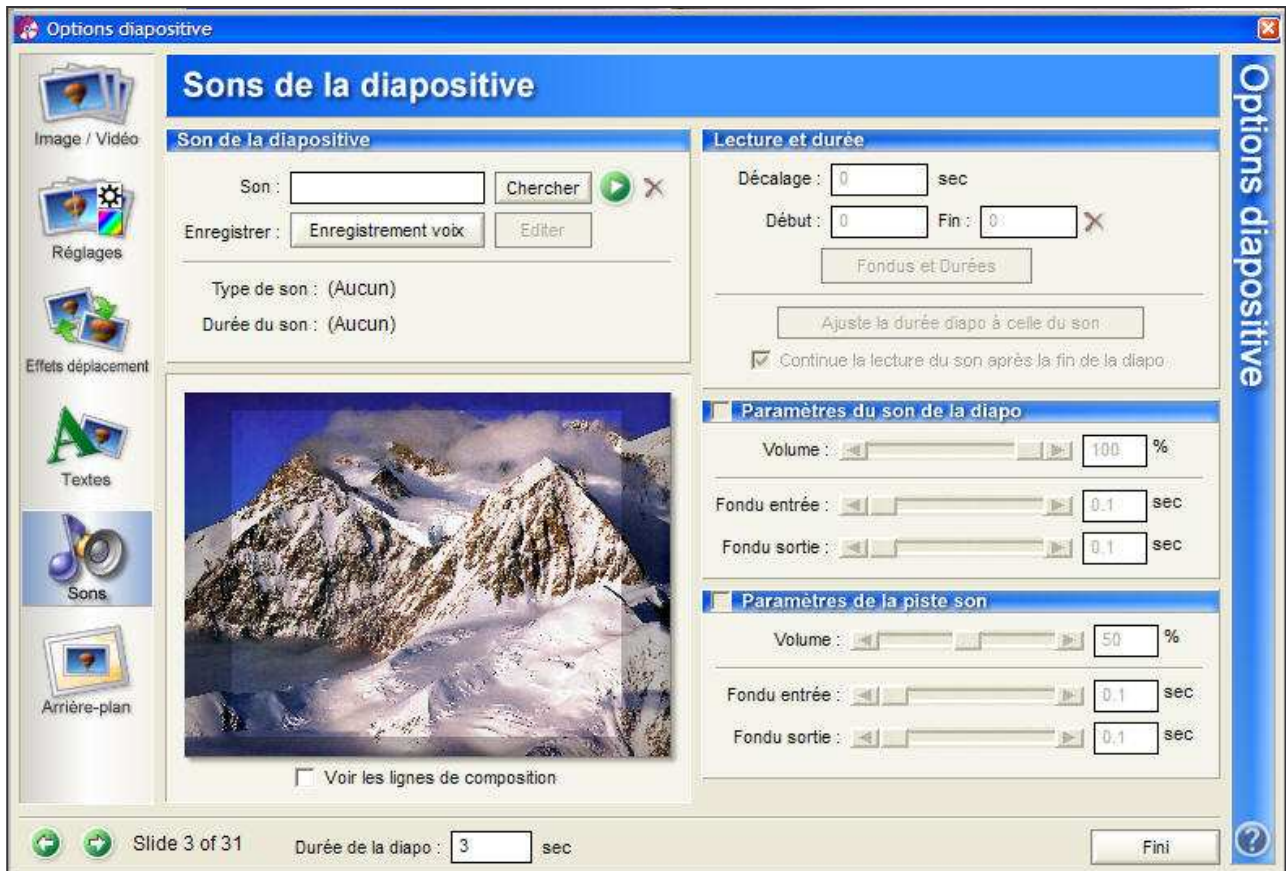 Options diapositive
Image / Vidéo
Réglages
Effets déplacement
Textes
Sons
Arrière-plan
Sons de la diapositive
Son de la diapositive
Son : Chercher
Enregistrer : Enregistrement voix Editer
Type de son : (Aucun)
Durée du son : (Aucun)
Voir les lignes de composition
Lecture et durée
Décalage : 0 sec
Début : 0 Fin : 0
Fondus et Durées
Ajuste la durée diapo à celle du son
Continue la lecture du son après la fin de la diapo
Paramètres du son de la diapo
Volume : 100 %
Fondu entrée : 0.1 sec
Fondu sortie : 0.1 sec
Paramètres de la piste son
Volume : 50 %
Fondu entrée : 0.1 sec
Fondu sortie : 0.1 sec
Options diapositive
Slide 3 of 31 Durée de la diapo : 3 sec
Fini
?